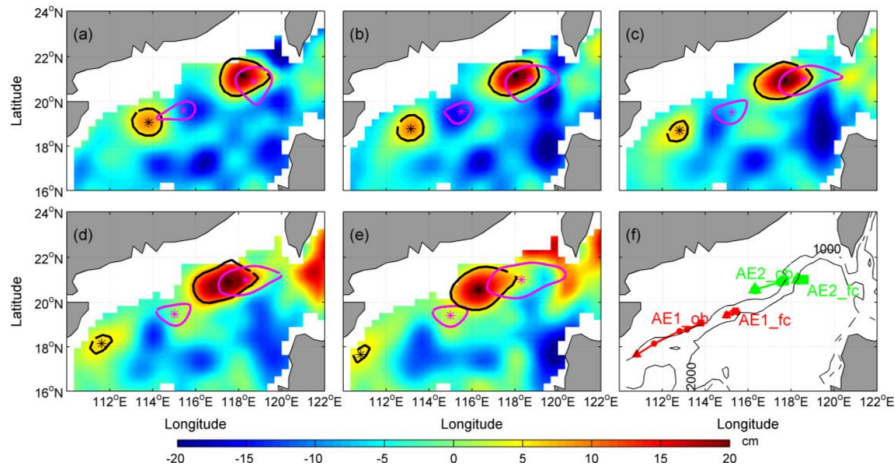 24°N
22°N
20°N
18°N
16°N
Latitude
(a)
(b)
(c)
24°N
22°N
20°N
18°N
16°N
Latitude
(d)
(e)
(f)
1000
2000
AE2_ob
AE2_fc
AE1_ob
AE1_fc
112°E 114°E 116°E 118°E 120°E 122°E
112°E 114°E 116°E 118°E 120°E 122°E
112°E 114°E 116°E 118°E 120°E 122°E
Longitude Longitude Longitude
cm
-20 -15 -10 -5 0 5 10 15 20